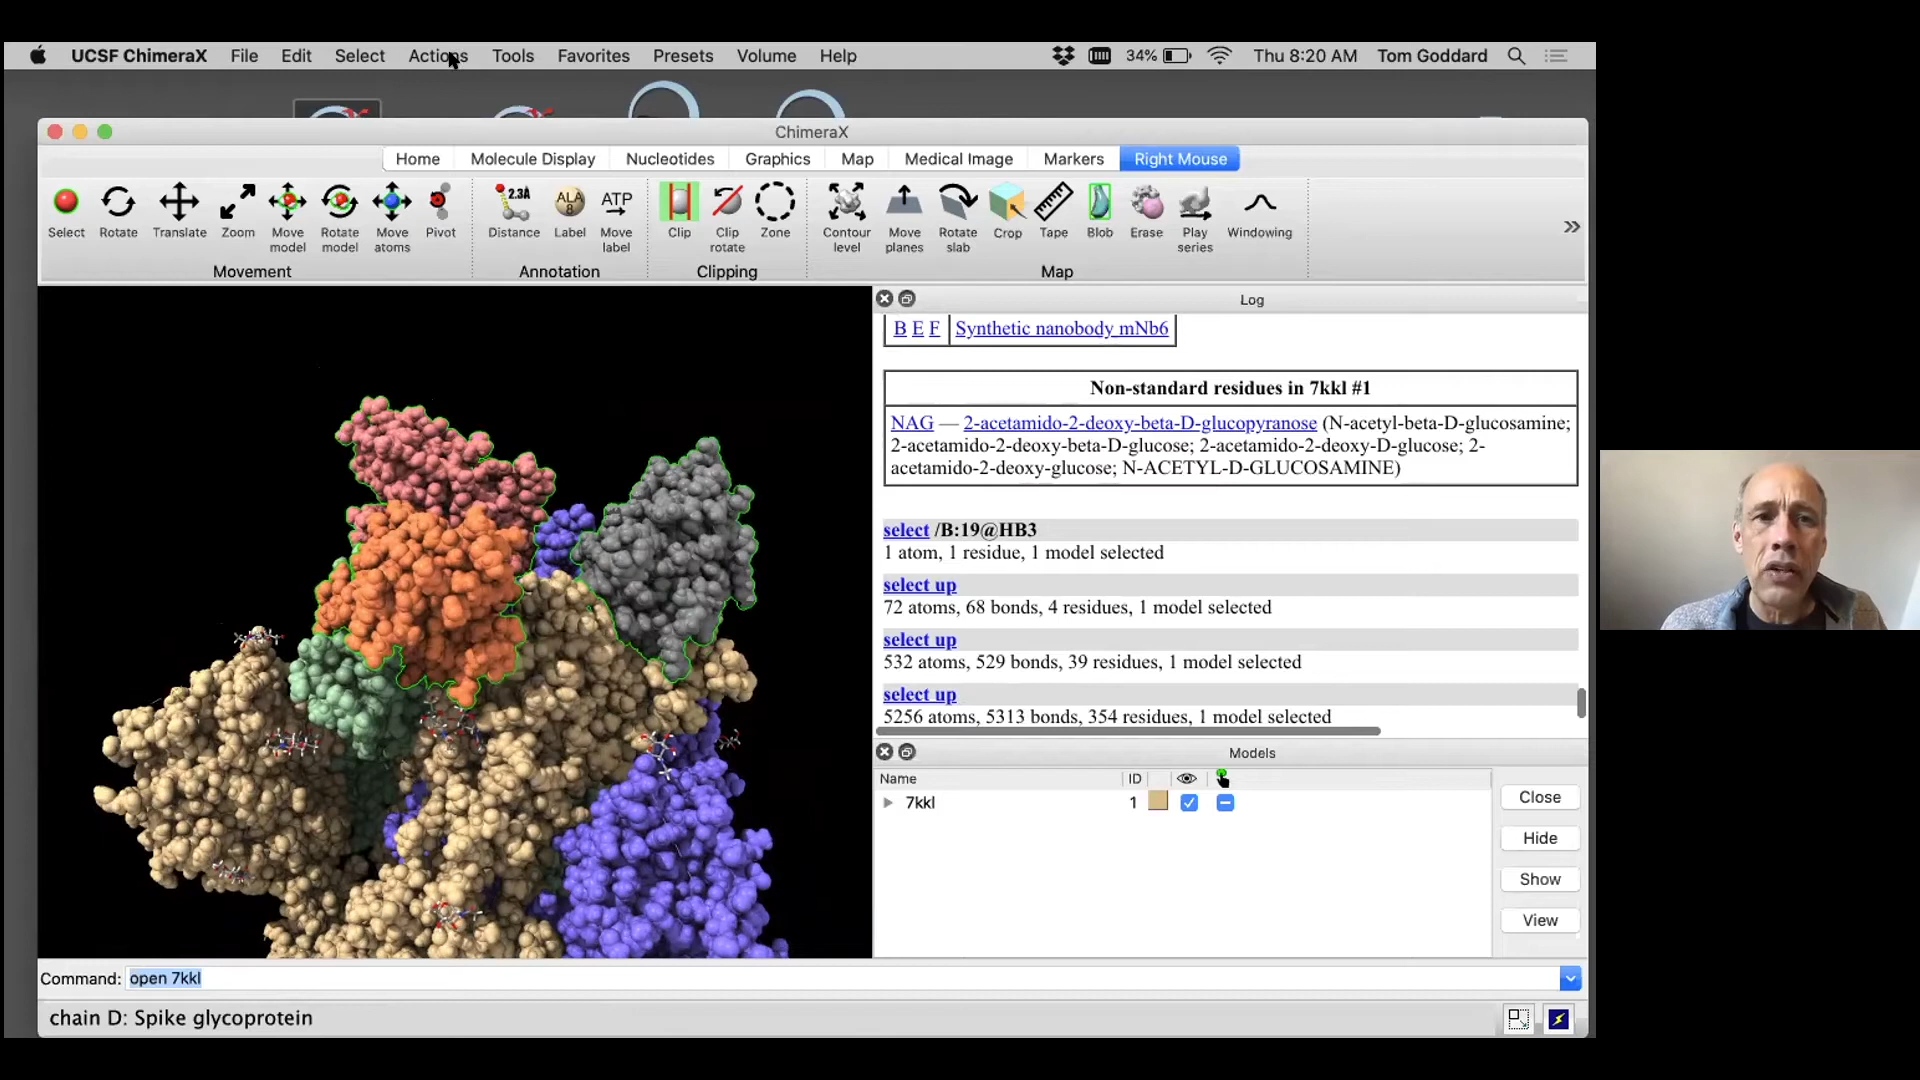 UCSF ChimeraX File Edit Select Actions Tools Favorites Presets Volume Help 34% Thu 8:20 AM Tom Goddard
ChimeraX
Home Molecule Display Nucleotides Graphics Map Medical Image Markers Right Mouse
2.3Å ALA 8 ATP
Select Rotate Translate Zoom Move model Rotate model Move atoms Pivot Distance Label Move label Clip Clip rotate Zone Contour level Move planes Rotate slab Crop Tape Blob Erase Play series Windowing
Movement Annotation Clipping Map
Log
B E F Synthetic nanobody mNb6
Non-standard residues in 7kkl #1
NAG — 2-acetamido-2-deoxy-beta-D-glucopyranose (N-acetyl-beta-D-glucosamine;
2-acetamido-2-deoxy-beta-D-glucose; 2-acetamido-2-deoxy-D-glucose; 2-
acetamido-2-deoxy-glucose; N-ACETYL-D-GLUCOSAMINE)
select /B:19@HB3
1 atom, 1 residue, 1 model selected
select up
72 atoms, 68 bonds, 4 residues, 1 model selected
select up
532 atoms, 529 bonds, 39 residues, 1 model selected
select up
5256 atoms, 5313 bonds, 354 residues, 1 model selected
Models
Name ID
7kkl 1
Close
Hide
Show
View
Command: open 7kkl
chain D: Spike glycoprotein